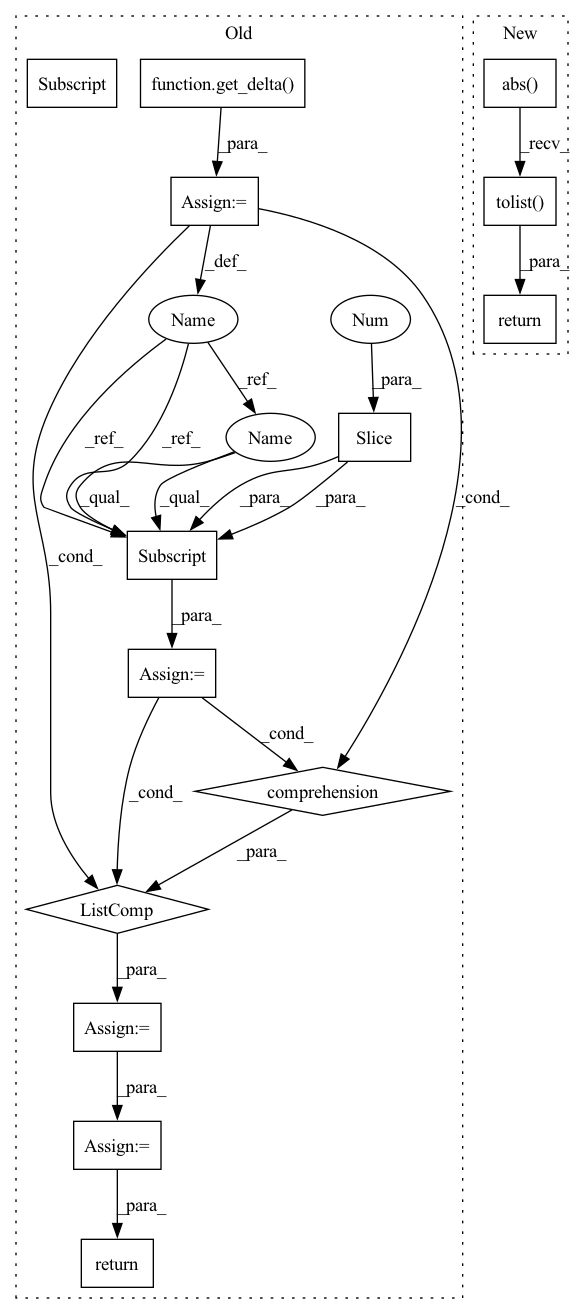 Old
New
Subscript
function.get_delta()
abs()
_para_
_recv_
Assign:=
tolist()
_def_
_para_
Name
Num
return
_ref_
_para_
_ref_
_ref_
Name
Slice
_qual_
_qual_
_para_
_para_
_cond_
_cond_
Subscript
_para_
Assign:=
_cond_
_cond_
comprehension
_para_
ListComp
_para_
Assign:=
_para_
Assign:=
_para_
return